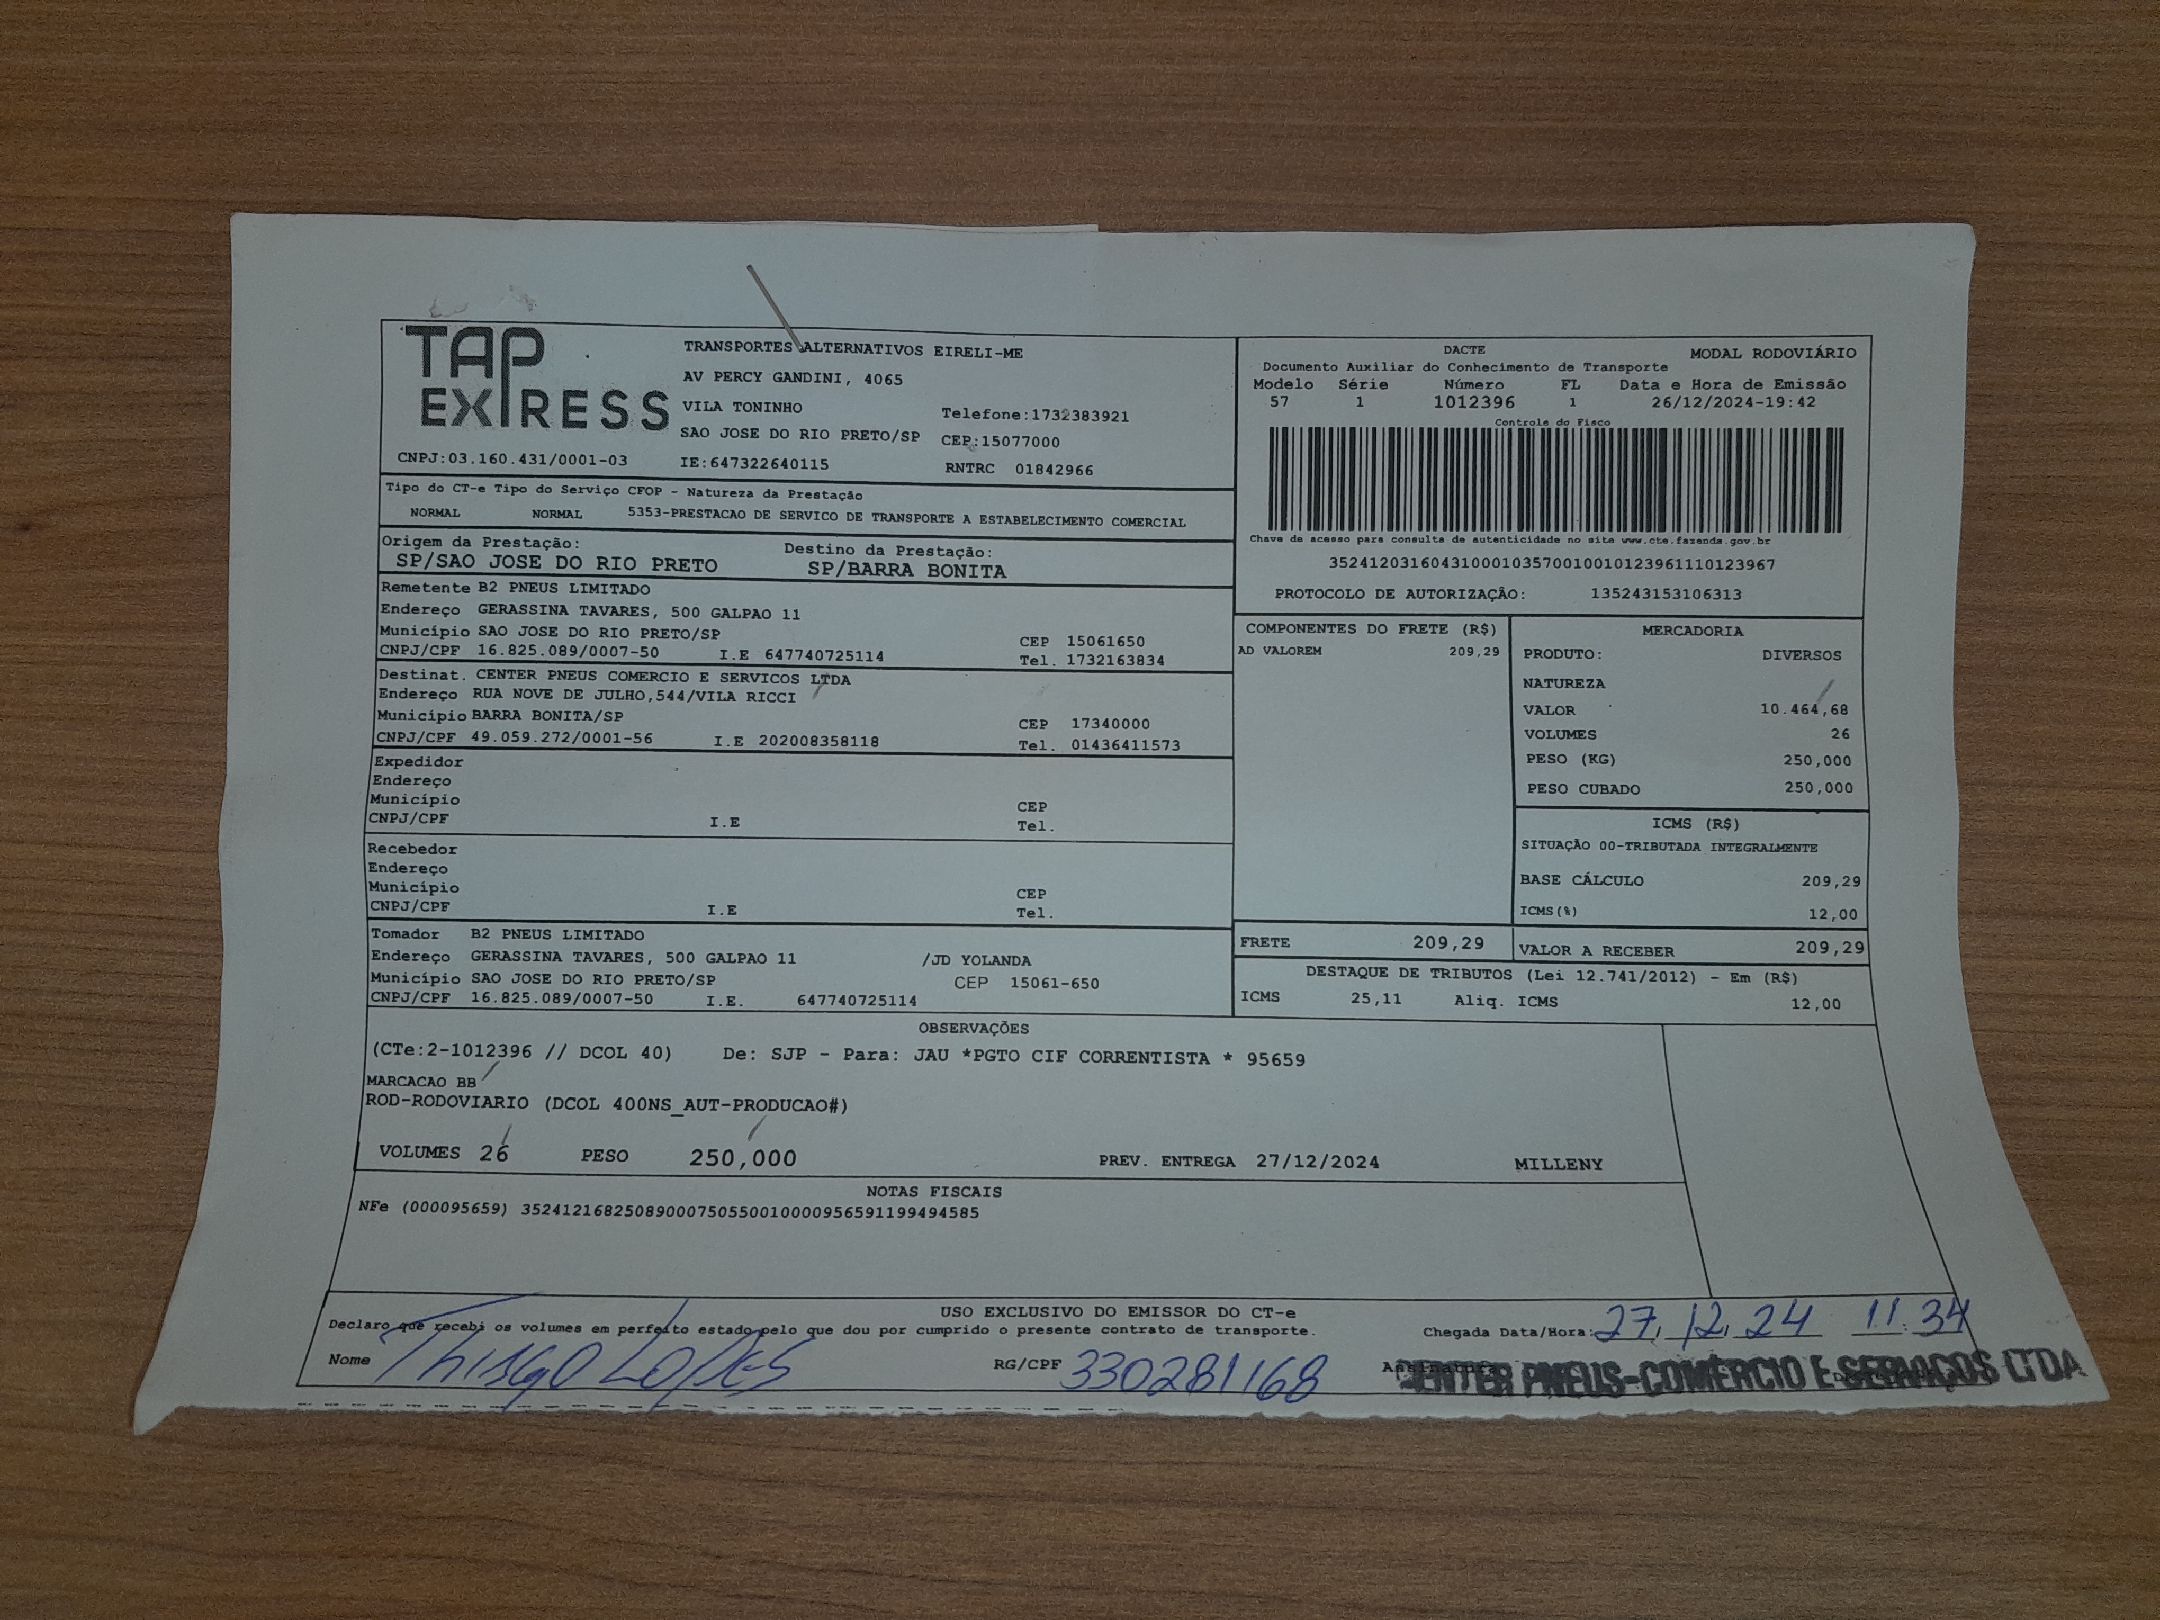 TAP EXPRESS
TRANSPORTES ALTERNATIVOS EIRELI-ME
AV PERCY GANDINI, 4065
VILA TONINHO Telefone:1732383921
SAO JOSE DO RIO PRETO/SP CEP:15077000
CNPJ:03.160.431/0001-03 IE:647322640115 RNTRC 01842966
DACTE MODAL RODOVIÁRIO
Documento Auxiliar do Conhecimento de Transporte
Modelo Série Número FL Data e Hora de Emissão
57 1 1012396 1 26/12/2024-19:42
Controle do Fisco
Chave de acesso para consulta de autenticidade no site www.cte.fazenda.gov.br
35241203160431000103570010010123961110123967
PROTOCOLO DE AUTORIZAÇÃO: 135243153106313
Tipo do CT-e Tipo do Serviço CFOP - Natureza da Prestação
NORMAL NORMAL 5353-PRESTACAO DE SERVICO DE TRANSPORTE A ESTABELECIMENTO COMERCIAL
Origem da Prestação: Destino da Prestação:
SP/SAO JOSE DO RIO PRETO SP/BARRA BONITA
Remetente B2 PNEUS LIMITADO
Endereço GERASSINA TAVARES, 500 GALPAO 11
Município SAO JOSE DO RIO PRETO/SP CEP 15061650
CNPJ/CPF 16.825.089/0007-50 I.E 647740725114 Tel. 1732163834
Destinat. CENTER PNEUS COMERCIO E SERVICOS LTDA
Endereço RUA NOVE DE JULHO,544/VILA RICCI
Município BARRA BONITA/SP CEP 17340000
CNPJ/CPF 49.059.272/0001-56 I.E 202008358118 Tel. 01436411573
Expedidor
Endereço
Município CEP
CNPJ/CPF I.E Tel.
Recebedor
Endereço
Município CEP
CNPJ/CPF I.E Tel.
Tomador B2 PNEUS LIMITADO
Endereço GERASSINA TAVARES, 500 GALPAO 11 /JD YOLANDA
Município SAO JOSE DO RIO PRETO/SP CEP 15061-650
CNPJ/CPF 16.825.089/0007-50 I.E. 647740725114
COMPONENTES DO FRETE (R$)
AD VALOREM 209,29
MERCADORIA
PRODUTO: DIVERSOS
NATUREZA
VALOR 10.464,68
VOLUMES 26
PESO (KG) 250,000
PESO CUBADO 250,000
ICMS (R$)
SITUAÇÃO 00-TRIBUTADA INTEGRALMENTE
BASE CÁLCULO 209,29
ICMS(%) 12,00
FRETE 209,29 VALOR A RECEBER 209,29
DESTAQUE DE TRIBUTOS (Lei 12.741/2012) - Em (R$)
ICMS 25,11 Aliq. ICMS 12,00
OBSERVAÇÕES
(CTe:2-1012396 // DCOL 40) De: SJP - Para: JAU *PGTO CIF CORRENTISTA * 95659
MARCACAO BB
ROD-RODOVIARIO (DCOL 400NS_AUT-PRODUCAO#)
VOLUMES 26 PESO 250,000 PREV. ENTREGA 27/12/2024 MILLENY
NOTAS FISCAIS
NFe (000095659) 35241216825089000750550010000956591199494585
USO EXCLUSIVO DO EMISSOR DO CT-e
Declaro que recebi os volumes em perfeito estado pelo que dou por cumprido o presente contrato de transporte. Chegada Data/Hora: 27, 12, 24 11:34
Nome Thiago Lopes RG/CPF 330281168 Assinatura
CENTER PNEUS-COMÉRCIO E SERVIÇOS LTDA